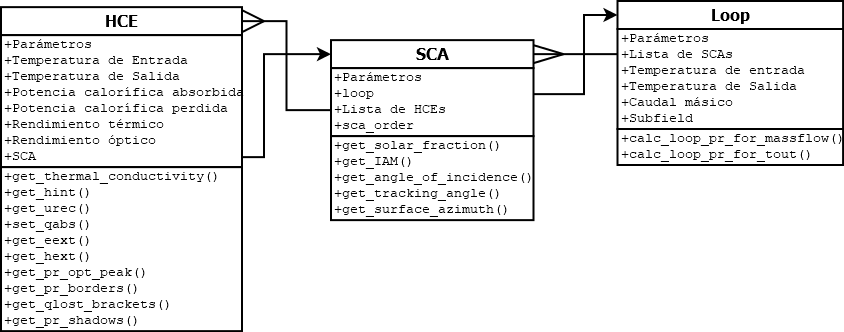 HCE
+Parámetros
+Temperatura de Entrada
+Temperatura de Salida
+Potencia calorífica absorbida
+Potencia calorífica perdida
+Rendimiento térmico
+Rendimiento óptico
+SCA
+get_thermal_conductivity()
+get_hint()
+get_urec()
+set_qabs()
+get_eext()
+get_hext()
+get_pr_opt_peak()
+get_pr_borders()
+get_qlost_brackets()
+get_pr_shadows()
SCA
+Parámetros
+loop
+Lista de HCEs
+sca_order
+get_solar_fraction()
+get_IAM()
+get_angle_of_incidence()
+get_tracking_angle()
+get_surface_azimuth()
Loop
+Parámetros
+Lista de SCAs
+Temperatura de entrada
+Temperatura de Salida
+Caudal másico
+Subfield
+calc_loop_pr_for_massflow()
+calc_loop_pr_for_tout()